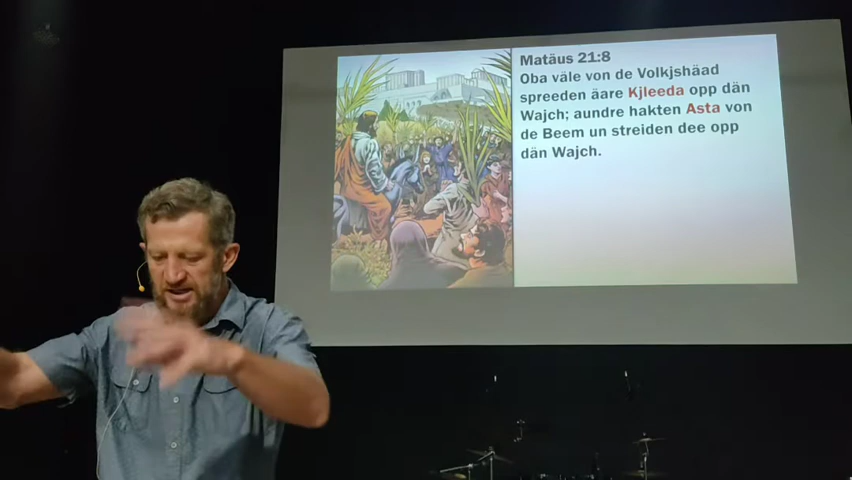 Matäus 21:8
Oba väle von de Volkjshäad
spreeden äare Kjleeda opp dän
Wajch; aundre hakten Asta von
de Beem un streiden dee opp
dän Wajch.